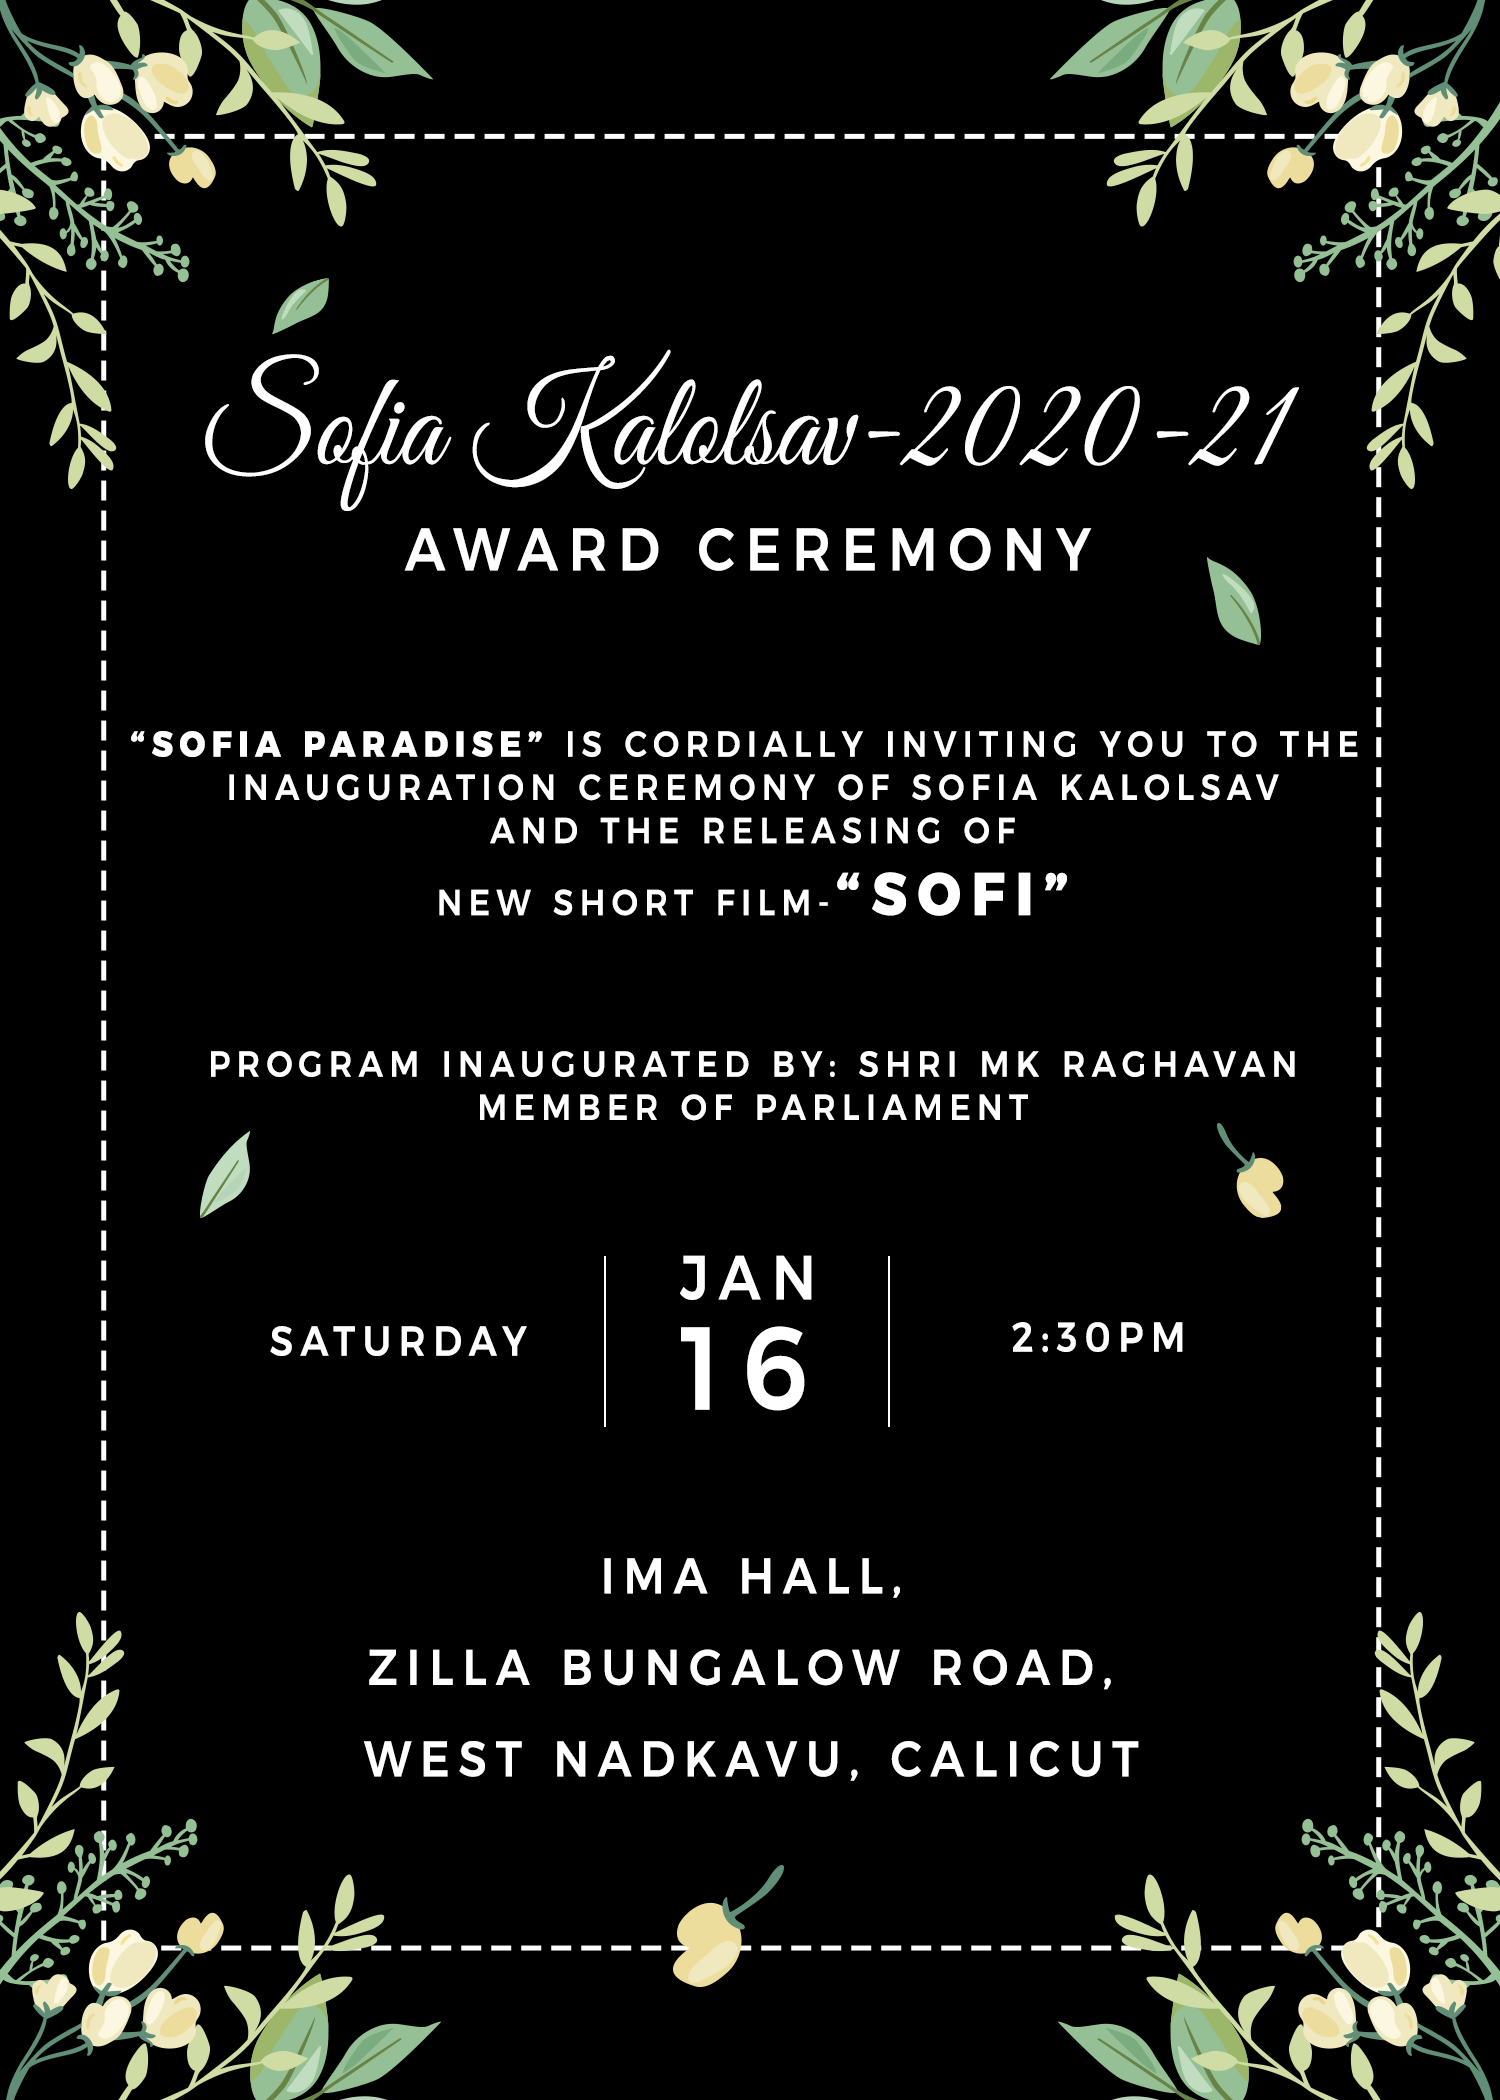 Sofia Kalolsav-2020-21
AWARD CEREMONY
“SOFIA PARADISE” IS CORDIALLY INVITING YOU TO THE
INAUGURATION CEREMONY OF SOFIA KALOLSAV
AND THE RELEASING OF
NEW SHORT FILM-“SOFI”
PROGRAM INAUGURATED BY: SHRI MK RAGHAVAN
MEMBER OF PARLIAMENT
SATURDAY
JAN
16
2:30PM
IMA HALL,
ZILLA BUNGALOW ROAD,
WEST NADKAVU, CALICUT